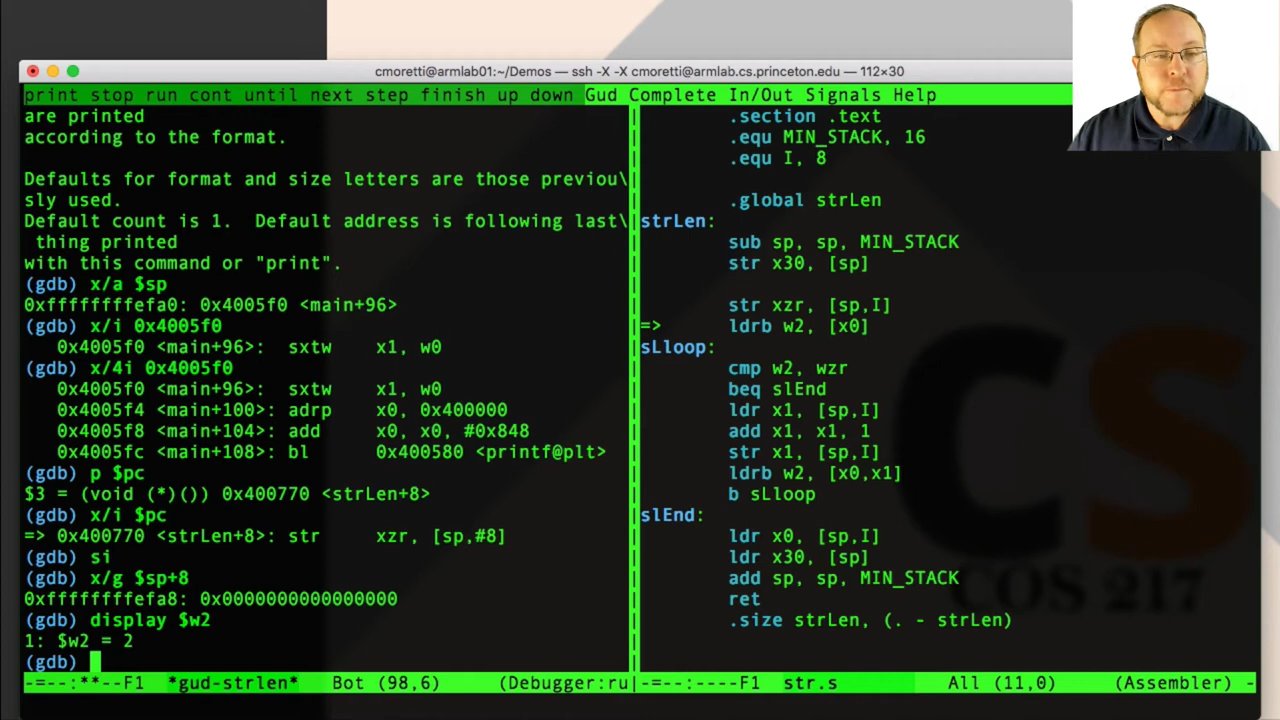 cmoretti@armlab01:~/Demos — ssh -X -X cmoretti@armlab.cs.princeton.edu — 112×30
print stop run cont until next step finish up down Gud Complete In/Out Signals Help
are printed
according to the format.
Defaults for format and size letters are those previou\
sly used.
Default count is 1.  Default address is following last\
 thing printed
with this command or "print".
(gdb) x/a $sp
0xffffffffefa0: 0x4005f0 <main+96>
(gdb) x/i 0x4005f0
   0x4005f0 <main+96>:  sxtw    x1, w0
(gdb) x/4i 0x4005f0
   0x4005f0 <main+96>:  sxtw    x1, w0
   0x4005f4 <main+100>: adrp    x0, 0x400000
   0x4005f8 <main+104>: add     x0, x0, #0x848
   0x4005fc <main+108>: bl      0x400580 <printf@plt>
(gdb) p $pc
$3 = (void (*)()) 0x400770 <strLen+8>
(gdb) x/i $pc
=> 0x400770 <strLen+8>: str     xzr, [sp,#8]
(gdb) si
(gdb) x/g $sp+8
0xffffffffefa8: 0x0000000000000000
(gdb) display $w2
1: $w2 = 2
(gdb)
-=--:**--F1  *gud-strlen*   Bot (98,6)     (Debugger:ru
.section .text
.equ MIN_STACK, 16
.equ I, 8
.global strLen
strLen:
sub sp, sp, MIN_STACK
str x30, [sp]
str xzr, [sp,I]
=>      ldrb w2, [x0]
sLloop:
cmp w2, wzr
beq slEnd
ldr x1, [sp,I]
add x1, x1, 1
str x1, [sp,I]
ldrb w2, [x0,x1]
b sLloop
slEnd:
ldr x0, [sp,I]
ldr x30, [sp]
add sp, sp, MIN_STACK
ret
.size strLen, (. - strLen)
-=--:----F1  str.s          All (11,0)     (Assembler) -
CS
COS 217